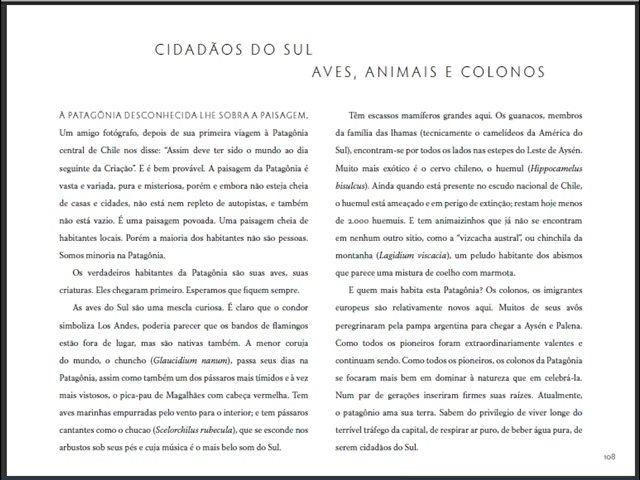 CIDADÃOS DO SUL
AVES, ANIMAIS E COLONOS
A PATAGÔNIA DESCONHECIDA LHE SOBRA A PAISAGEM.
Um amigo fotógrafo, depois de sua primeira viagem à Patagônia
central de Chile nos disse: “Assim deve ter sido o mundo ao dia
seguinte da Criação”. E é bem provável. A paisagem da Patagônia é
vasta e variada, pura e misteriosa, porém e embora não esteja cheia
de casas e cidades, não está nem repleto de autopistas, e também
não está vazio. É uma paisagem povoada. Uma paisagem cheia de
habitantes locais. Porém a maioria dos habitantes não são pessoas.
Somos minoria na Patagônia.
Os verdadeiros habitantes da Patagônia são suas aves, suas
criaturas. Eles chegaram primeiro. Esperamos que fiquem sempre.
As aves do Sul são uma mescla curiosa. É claro que o condor
simboliza Los Andes, poderia parecer que os bandos de flamingos
estão fora de lugar, mas são nativas também. A menor coruja
do mundo, o chuncho (Glaucidium nanum), passa seus dias na
Patagônia, assim como também um dos pássaros mais tímidos e à vez
mais vistosos, o pica-pau de Magalhães com cabeça vermelha. Tem
aves marinhas empurradas pelo vento para o interior; e tem pássaros
cantantes como o chucao (Scelorchilus rubecula), que se esconde nos
arbustos sob seus pés e cuja música é o mais belo som do Sul.
Têm escassos mamíferos grandes aqui. Os guanacos, membros
da família das lhamas (tecnicamente o camelídeos da América do
Sul), encontram-se por todos os lados nas estepes do Leste de Aysén.
Muito mais exótico é o cervo chileno, o huemul (Hippocamelus
bisulcus). Ainda quando está presente no escudo nacional de Chile,
o huemul está ameaçado e em perigo de extinção; restam hoje menos
de 2.000 huemuis. E tem animaizinhos que já não se encontram
em nenhum outro sitio, como a “vizcacha austral”, ou chinchila da
montanha (Lagidium viscacia), um peludo habitante dos abismos
que parece uma mistura de coelho com marmota.
E quem mais habita esta Patagônia? Os colonos, os imigrantes
europeus são relativamente novos aqui. Muitos de seus avós
peregrinaram pela pampa argentina para chegar a Aysén e Palena.
Como todos os pioneiros foram extraordinariamente valentes e
continuam sendo. Como todos os pioneiros, os colonos da Patagônia
se focaram mais bem em dominar à natureza que em celebrá-la.
Num par de gerações inseriram firmes suas raízes. Atualmente,
o patagônio ama sua terra. Sabem do privilegio de viver longe do
terrível tráfego da capital, de respirar ar puro, de beber água pura, de
serem cidadãos do Sul.
108